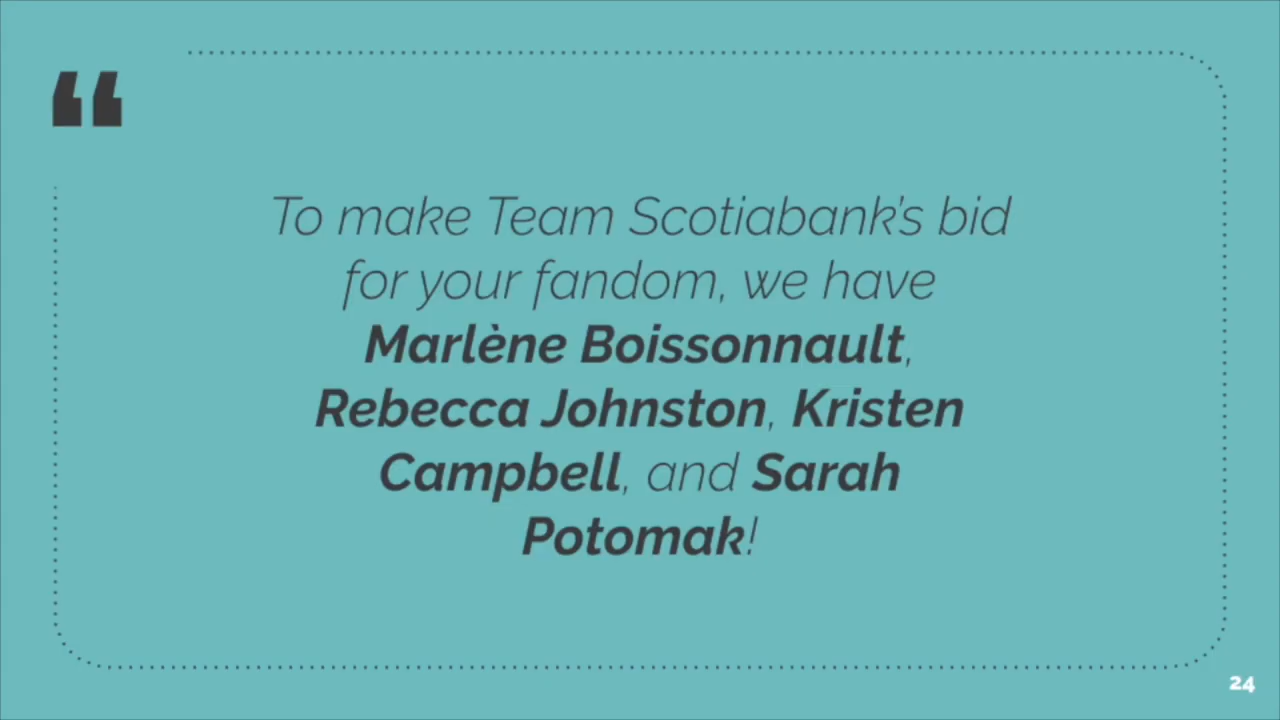 “
To make Team Scotiabank’s bid
for your fandom, we have
Marlène Boissonnault,
Rebecca Johnston, Kristen
Campbell, and Sarah
Potomak!
24